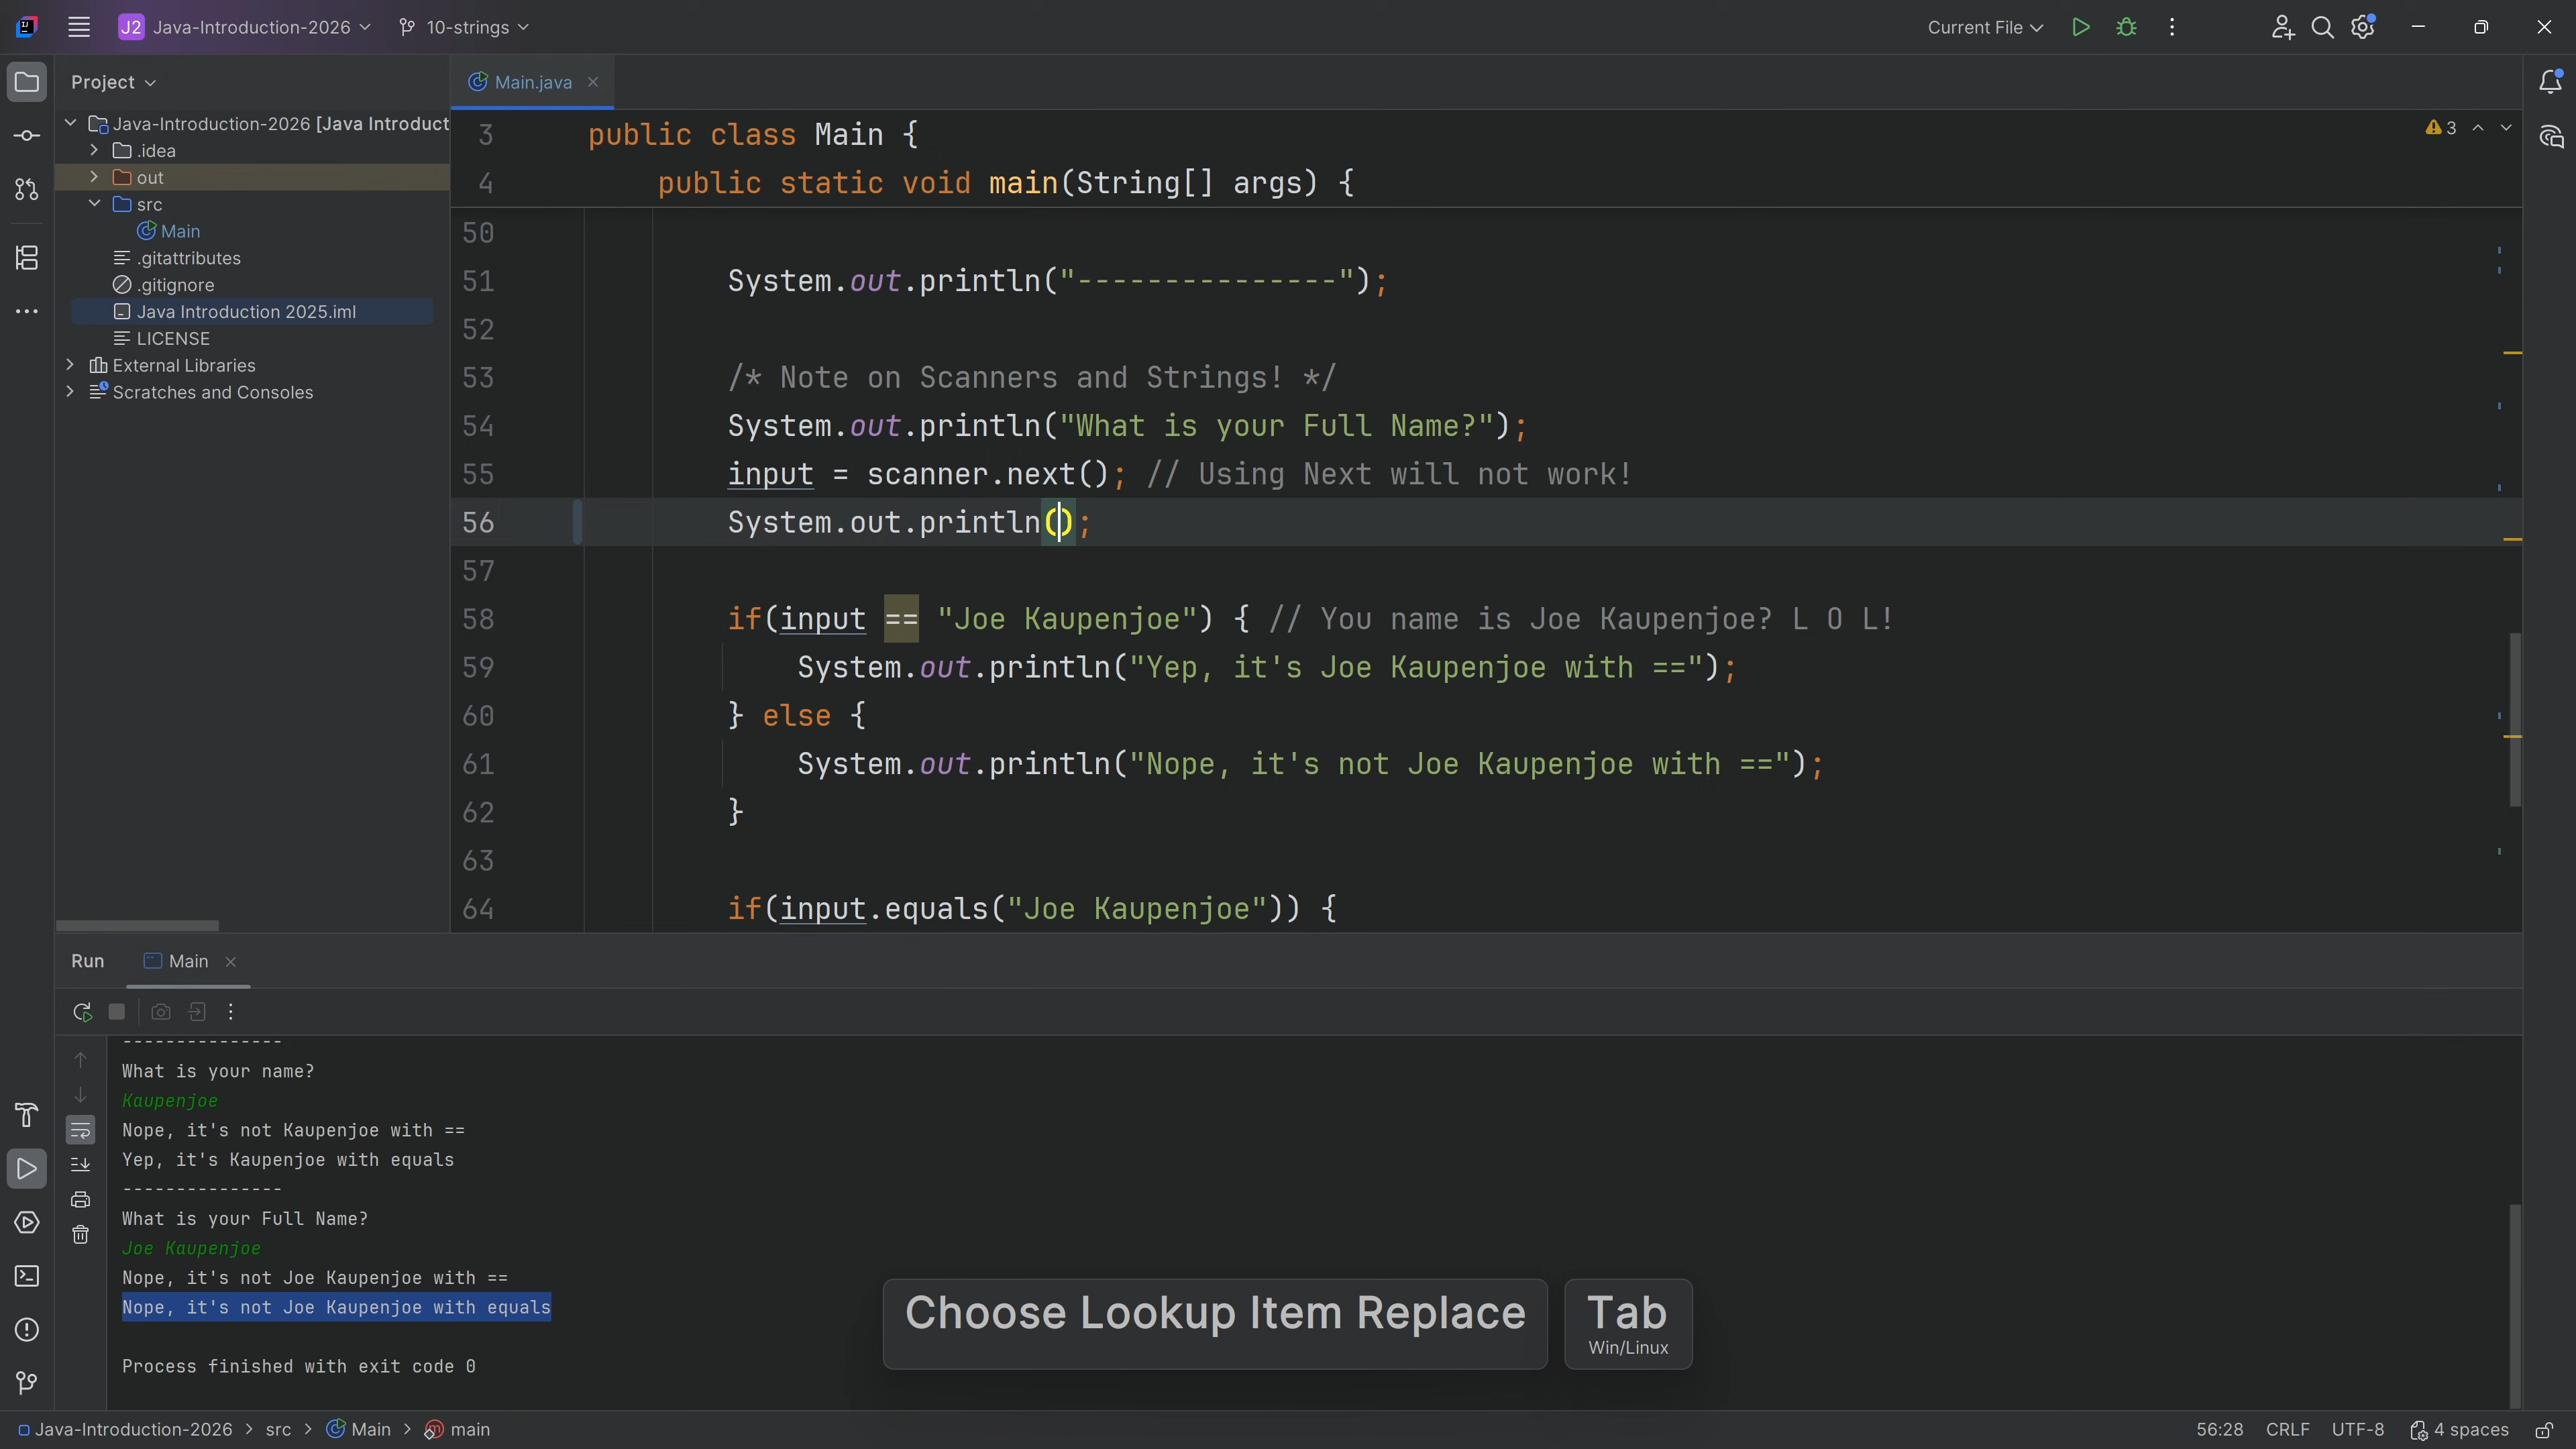 J2 Java-Introduction-2026 10-strings Current File
Project
Main.java
Java-Introduction-2026 [Java Introduct
.idea
out
src
Main
.gitattributes
.gitignore
Java Introduction 2025.iml
LICENSE
External Libraries
Scratches and Consoles
3 public class Main {
4 public static void main(String[] args) {
3
50
51 System.out.println("---------------");
52
53 /* Note on Scanners and Strings! */
54 System.out.println("What is your Full Name?");
55 input = scanner.next(); // Using Next will not work!
56 System.out.println();
57
58 if(input == "Joe Kaupenjoe") { // You name is Joe Kaupenjoe? L O L!
59 System.out.println("Yep, it's Joe Kaupenjoe with ==");
60 } else {
61 System.out.println("Nope, it's not Joe Kaupenjoe with ==");
62 }
63
64 if(input.equals("Joe Kaupenjoe")) {
Run Main
---------------
What is your name?
Kaupenjoe
Nope, it's not Kaupenjoe with ==
Yep, it's Kaupenjoe with equals
---------------
What is your Full Name?
Joe Kaupenjoe
Nope, it's not Joe Kaupenjoe with ==
Nope, it's not Joe Kaupenjoe with equals
Process finished with exit code 0
Choose Lookup Item Replace
Tab
Win/Linux
Java-Introduction-2026 > src > Main > main
56:28 CRLF UTF-8 4 spaces